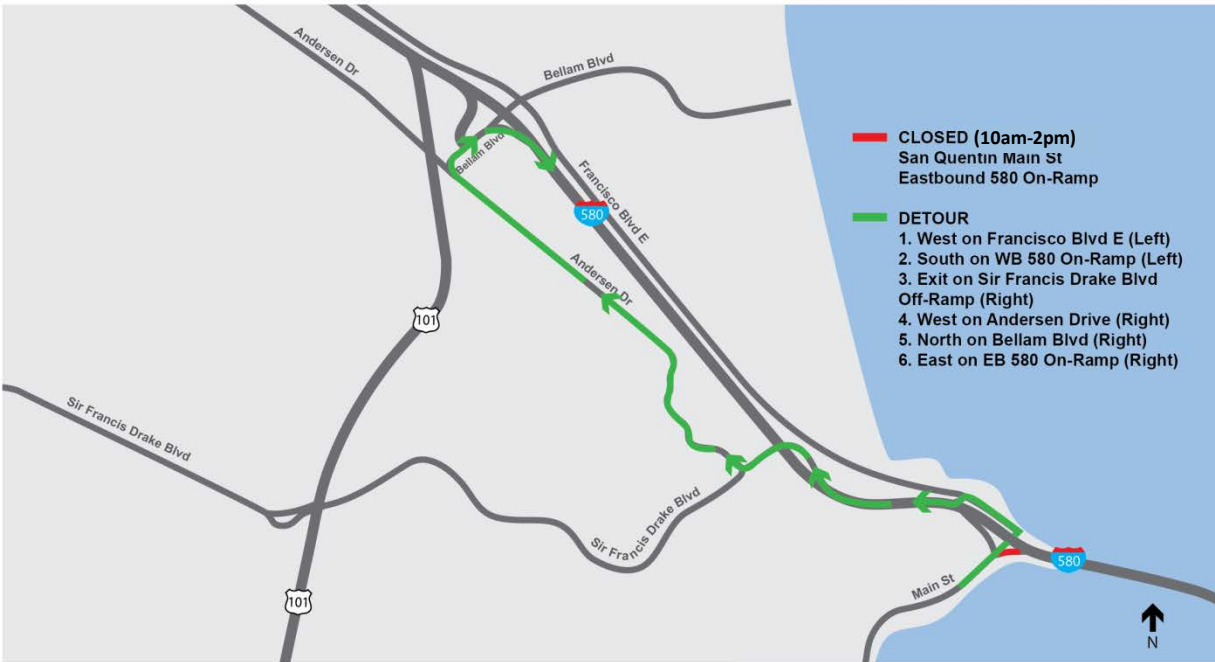 Andersen Dr
Bellam Blvd
Bellam Blvd
Francisco Blvd E
580
Andersen Dr
101
Sir Francis Drake Blvd
Sir Francis Drake Blvd
101
Main St
580
N
CLOSED (10am-2pm)
San Quentin Main St
Eastbound 580 On-Ramp
DETOUR
1. West on Francisco Blvd E (Left)
2. South on WB 580 On-Ramp (Left)
3. Exit on Sir Francis Drake Blvd
Off-Ramp (Right)
4. West on Andersen Drive (Right)
5. North on Bellam Blvd (Right)
6. East on EB 580 On-Ramp (Right)